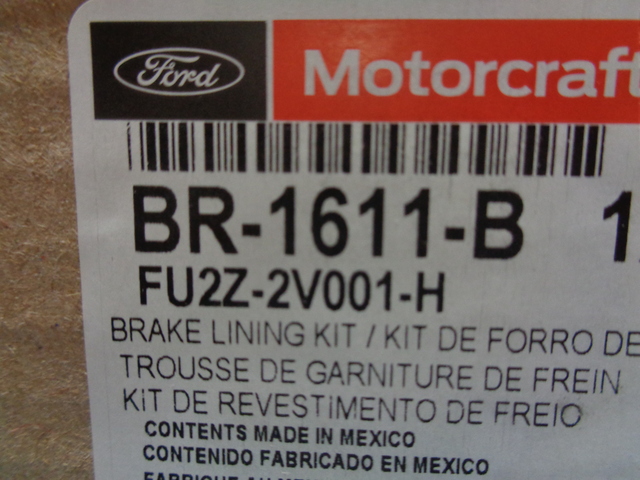 Ford Motorcraft
BR-1611-B
FU2Z-2V001-H
BRAKE LINING KIT / KIT DE FORRO DE
TROUSSE DE GARNITURE DE FREIN
KIT DE REVESTIMENTO DE FREIO
CONTENTS MADE IN MEXICO
CONTENIDO FABRICADO EN MEXICO